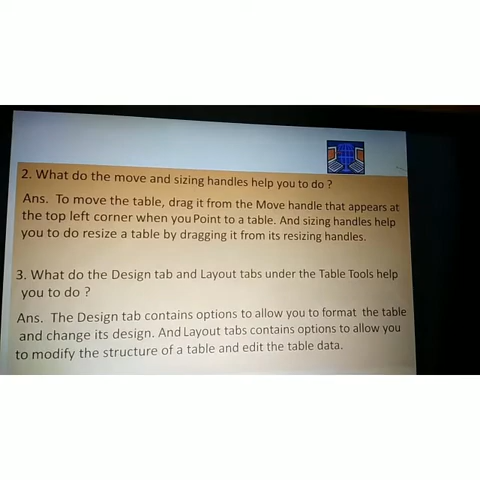 2. What do the move and sizing handles help you to do ?
Ans.  To move the table, drag it from the Move handle that appears at
the top left corner when you Point to a table. And sizing handles help
you to do resize a table by dragging it from its resizing handles.
3. What do the Design tab and Layout tabs under the Table Tools help
you to do ?
Ans.  The Design tab contains options to allow you to format  the table
and change its design. And Layout tabs contains options to allow you
to modify the structure of a table and edit the table data.